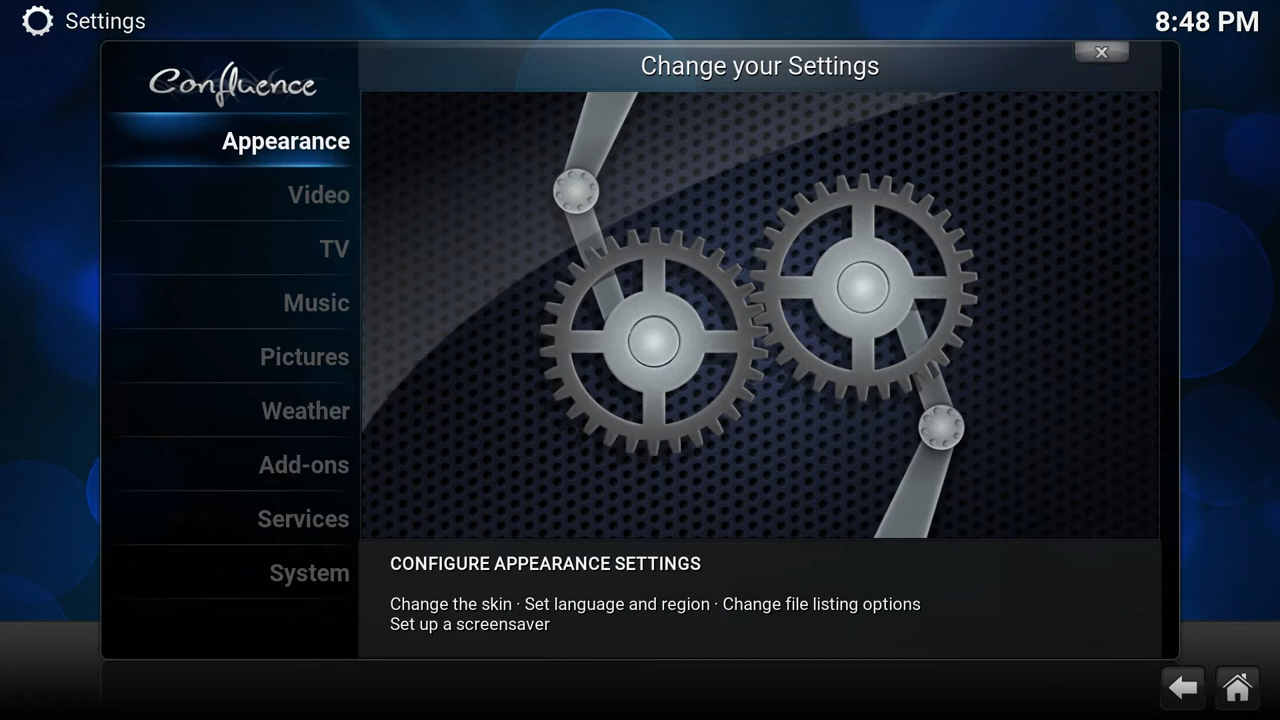 Settings
8:48 PM
Confluence
Change your Settings
Appearance
Video
TV
Music
Pictures
Weather
Add-ons
Services
System
CONFIGURE APPEARANCE SETTINGS
Change the skin · Set language and region · Change file listing options
Set up a screensaver